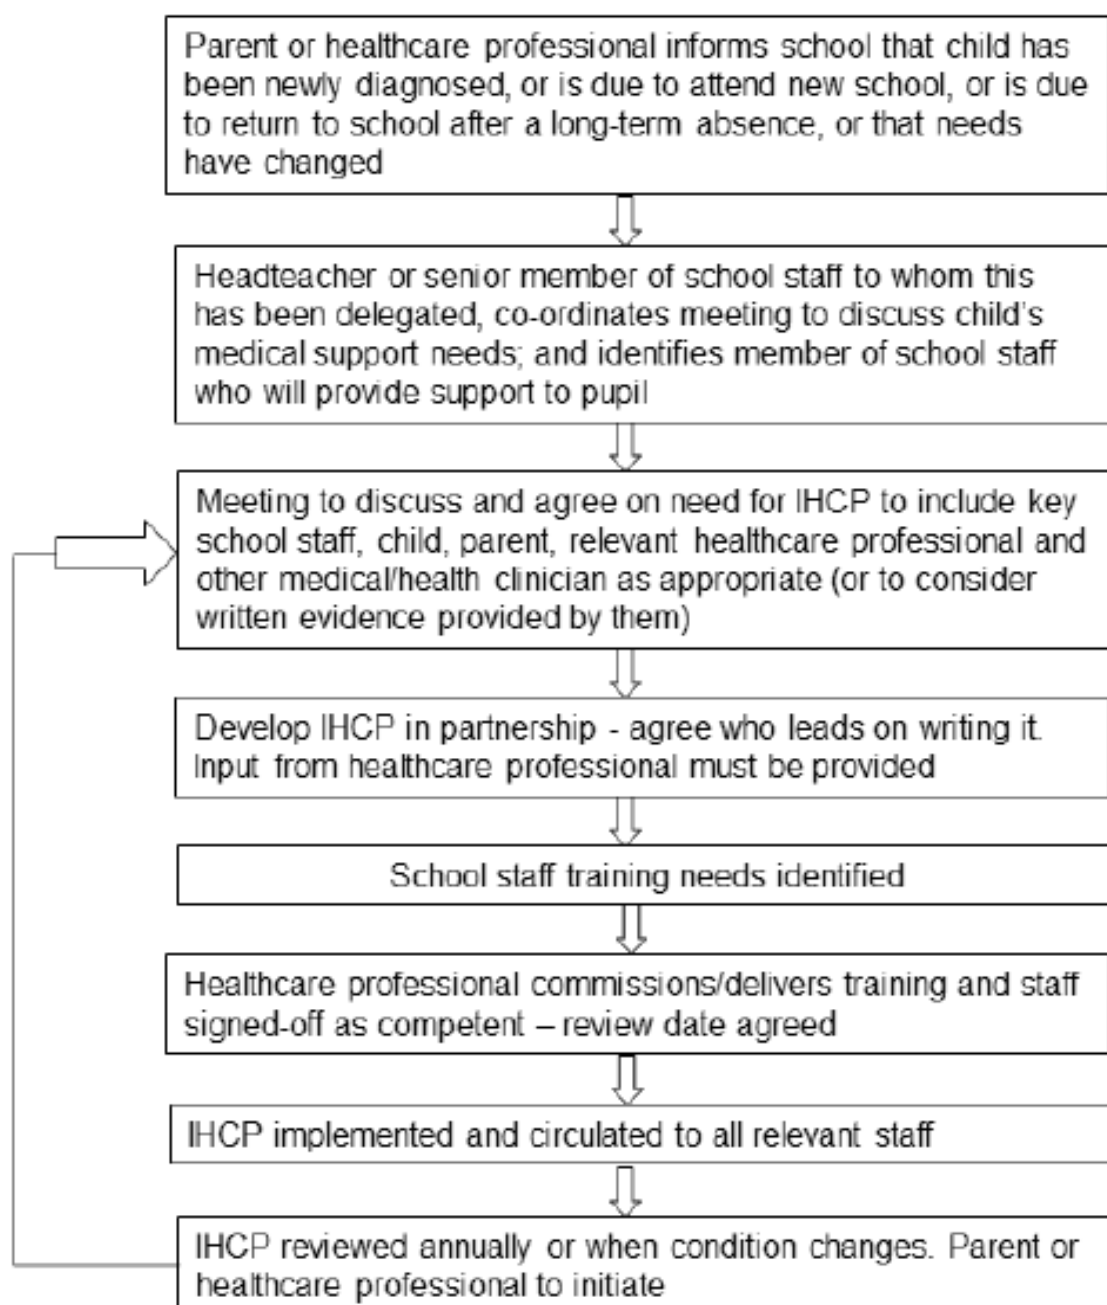 Parent or healthcare professional informs school that child has
been newly diagnosed, or is due to attend new school, or is due
to return to school after a long-term absence, or that needs
have changed
Headteacher or senior member of school staff to whom this
has been delegated, co-ordinates meeting to discuss child's
medical support needs; and identifies member of school staff
who will provide support to pupil
Meeting to discuss and agree on need for IHCP to include key
school staff, child, parent, relevant healthcare professional and
other medical/health clinician as appropriate (or to consider
written evidence provided by them)
Develop IHCP in partnership - agree who leads on writing it.
Input from healthcare professional must be provided
School staff training needs identified
Healthcare professional commissions/delivers training and staff
signed-off as competent – review date agreed
IHCP implemented and circulated to all relevant staff
IHCP reviewed annually or when condition changes. Parent or
healthcare professional to initiate